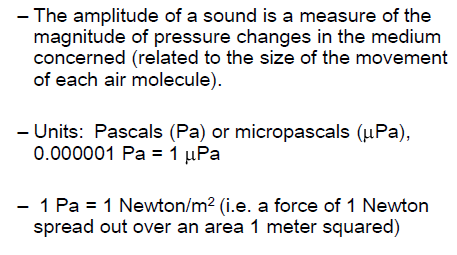 – The amplitude of a sound is a measure of the
magnitude of pressure changes in the medium
concerned (related to the size of the movement
of each air molecule).
– Units: Pascals (Pa) or micropascals (μPa),
0.000001 Pa = 1 μPa
– 1 Pa = 1 Newton/m² (i.e. a force of 1 Newton
spread out over an area 1 meter squared)